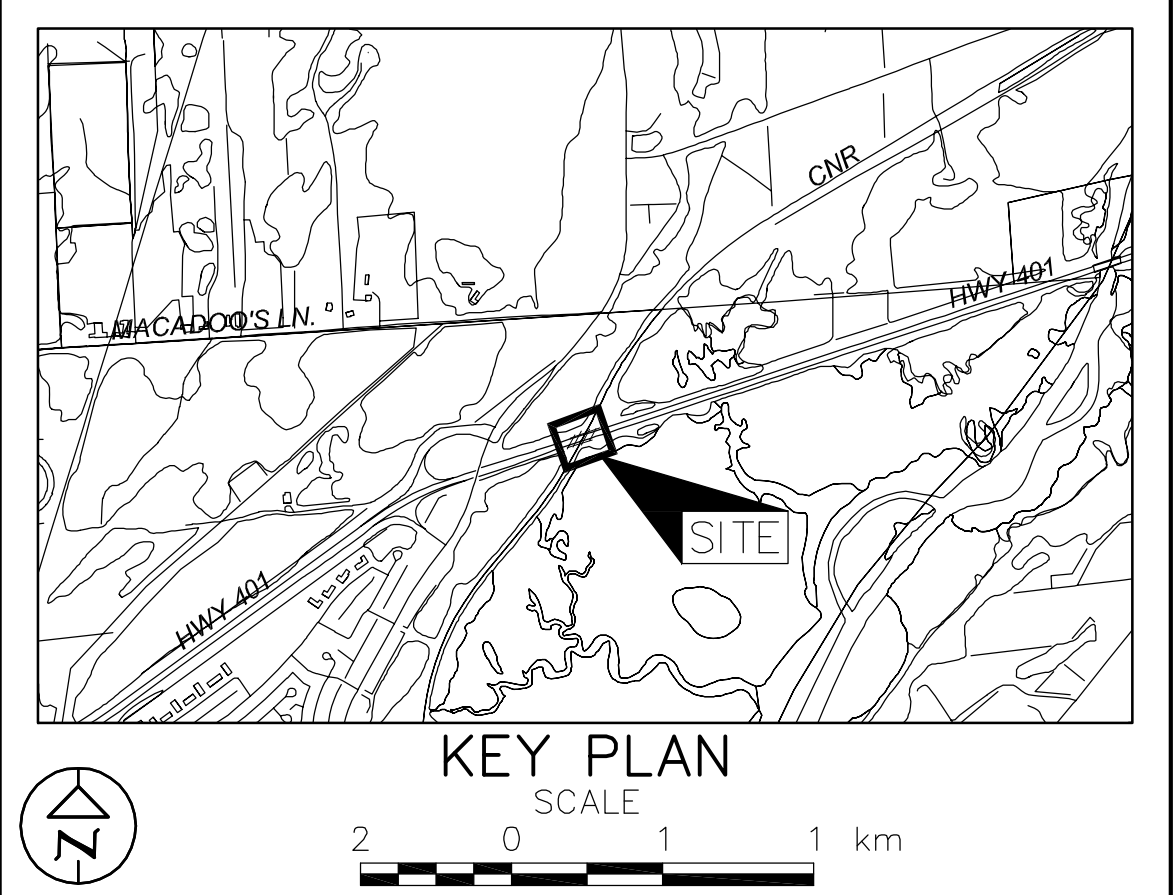 CNR
HWY 401
MACADOO'S LN.
SITE
HWY 401
KEY PLAN
SCALE
2 0 1 1 km
N